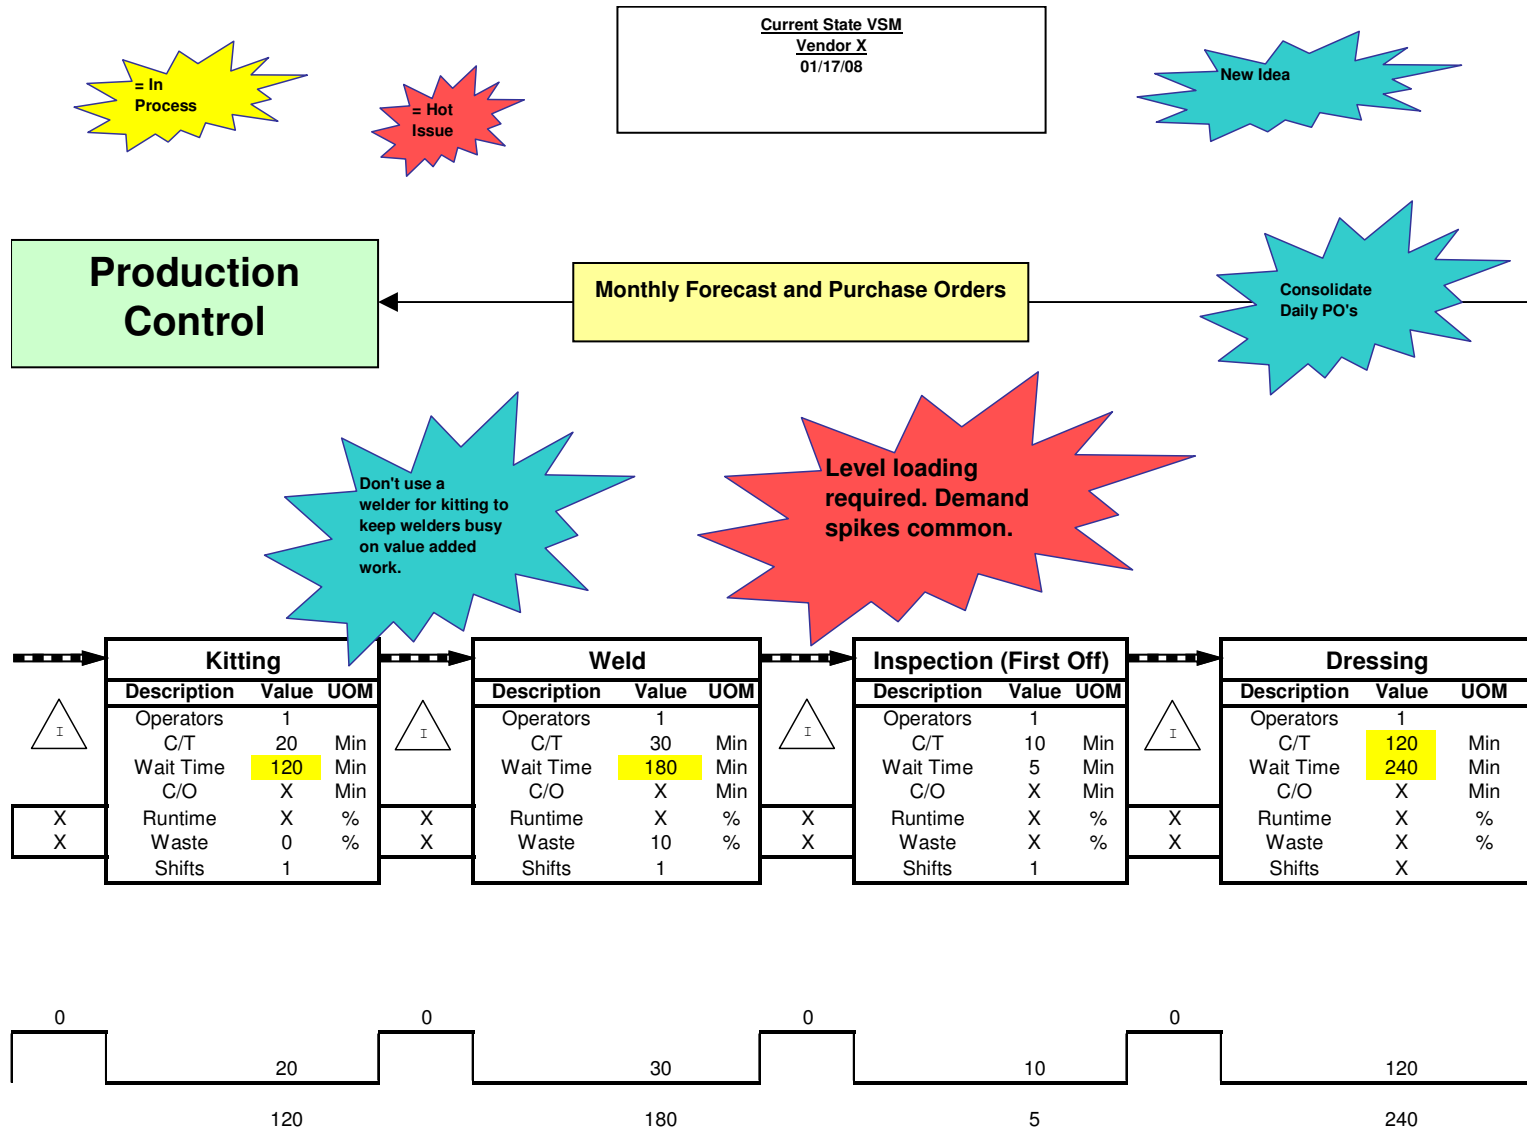 Current State VSM
Vendor X
01/17/08
= In
Process
= Hot
Issue
New Idea
Production
Control
Monthly Forecast and Purchase Orders
Consolidate
Daily PO's
Don't use a
welder for kitting to
keep welders busy
on value added
work.
Level loading
required. Demand
spikes common.
Kitting
Description Value UOM
Operators 1
C/T 20 Min
Wait Time 120 Min
C/O X Min
Runtime X %
Waste 0 %
Shifts 1
Weld
Description Value UOM
Operators 1
C/T 30 Min
Wait Time 180 Min
C/O X Min
Runtime X %
Waste 10 %
Shifts 1
Inspection (First Off)
Description Value UOM
Operators 1
C/T 10 Min
Wait Time 5 Min
C/O X Min
Runtime X %
Waste X %
Shifts 1
Dressing
Description Value UOM
Operators 1
C/T 120 Min
Wait Time 240 Min
C/O X Min
Runtime X %
Waste X %
Shifts X
I
I
I
I
X
X
X
X
X
X
X
X
0
0
0
0
20
30
10
120
120
180
5
240